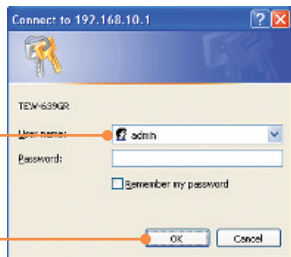 Connect to 192.168.10.1
TEW-639GR
User name:
admin
Password:
Remember my password
OK
Cancel